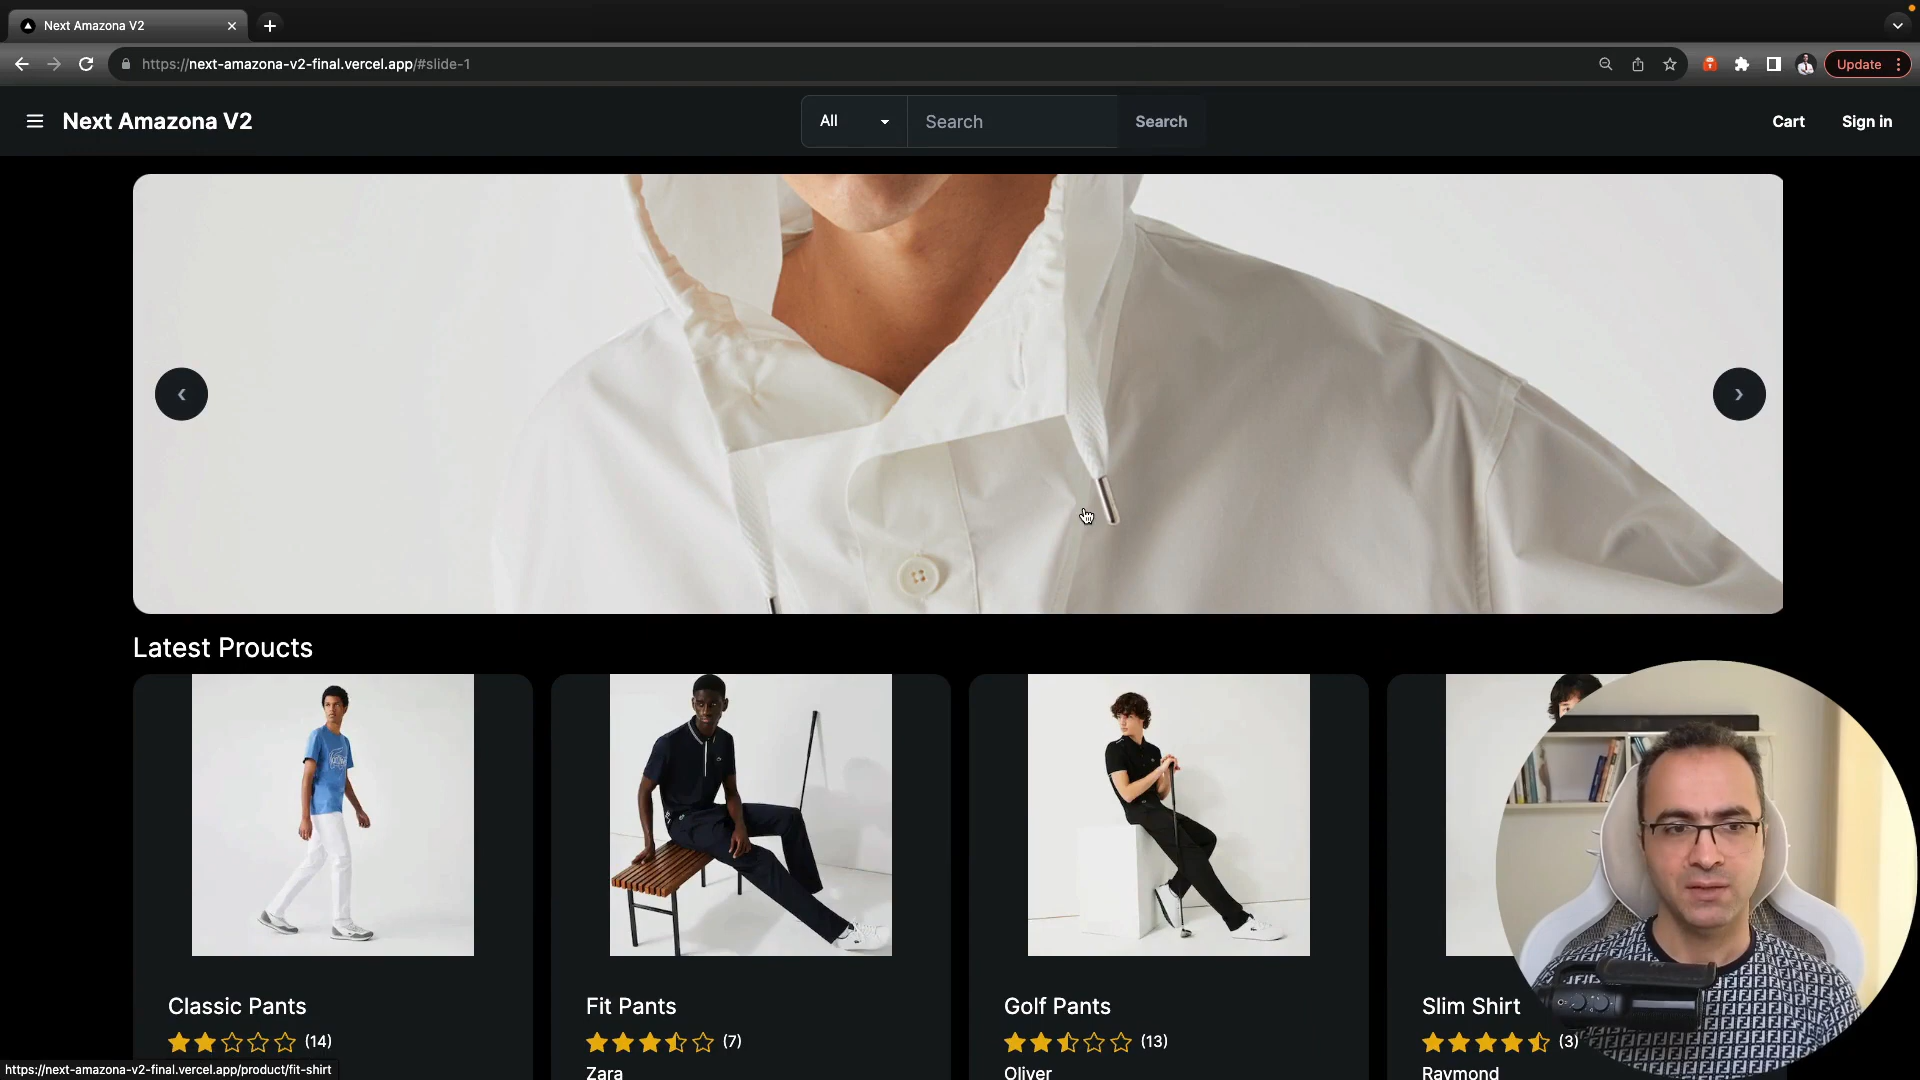 Next Amazona V2
https://next-amazona-v2-final.vercel.app/#slide-1
Update
Next Amazona V2
All
Search
Search
Cart
Sign in
Latest Proucts
Classic Pants
(14)
Fit Pants
(7)
Zara
Golf Pants
(13)
Oliver
Slim Shirt
(3)
Raymond
https://next-amazona-v2-final.vercel.app/product/fit-shirt